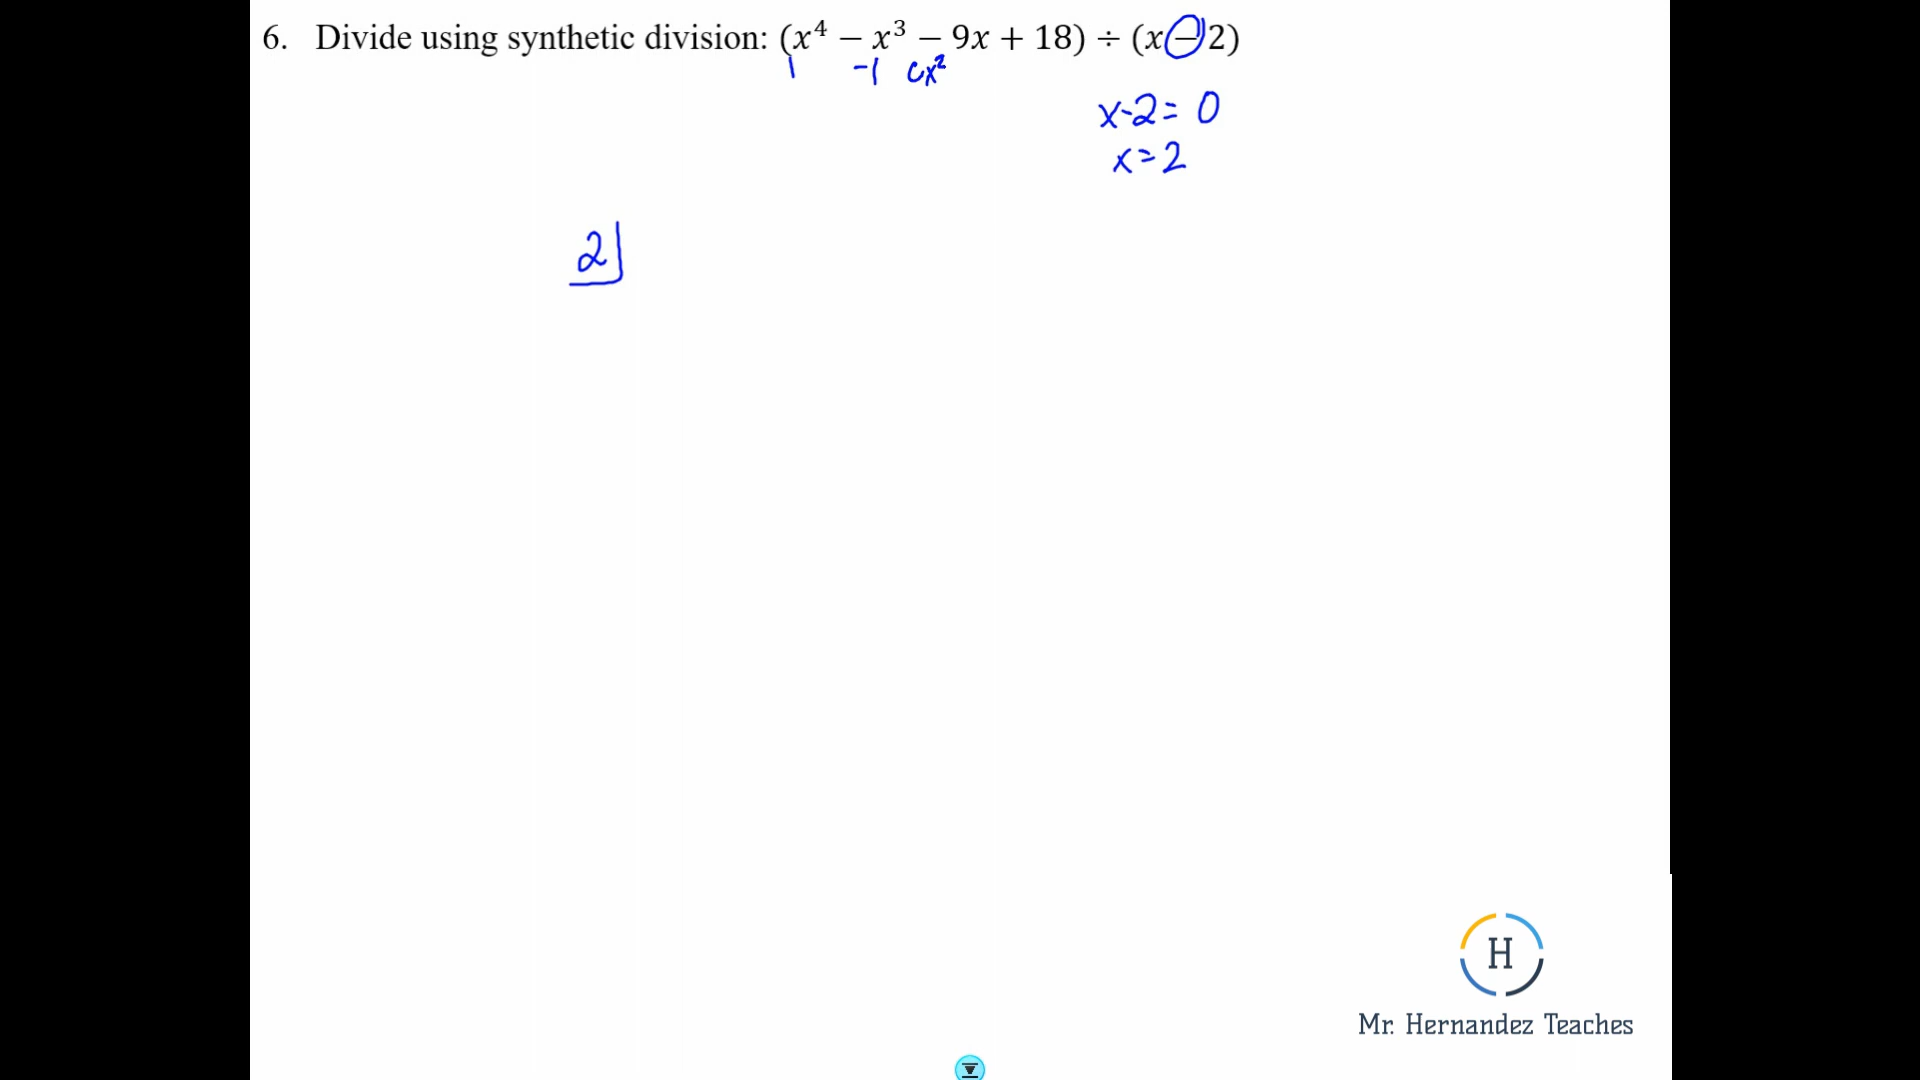 6. Divide using synthetic division: (x⁴ − x³ − 9x + 18) ÷ (x − 2)
1 -1 0x²
x-2= 0
x=2
2
H
Mr. Hernandez Teaches